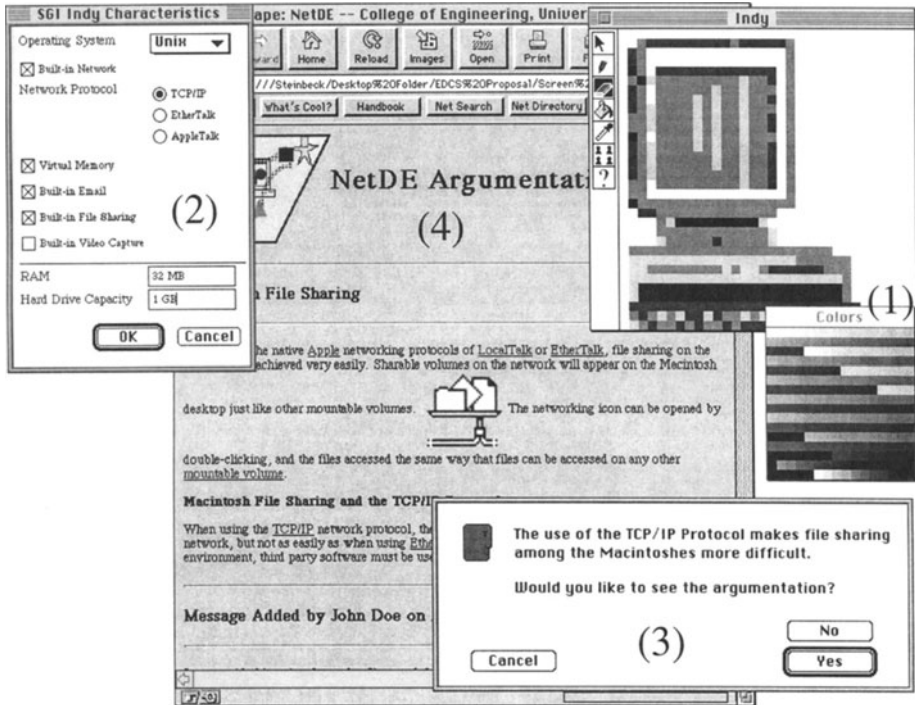 SGI Indy Characteristics
Operating System
Unix
Built-in Network
Network Protocol
TCP/IP
EtherTalk
AppleTalk
Virtual Memory
Built-in Email
Built-in File Sharing
Built-in Video Capture
(2)
RAM
32 MB
Hard Drive Capacity
1 GB
OK
Cancel
ape: NetDE -- College of Engineering, Univer
Home
Reload
Images
Open
Print
///Steinbeck/Desktop%20Folder/EDCS%20Proposal/Screen%2
What's Cool?
Handbook
Net Search
Net Directory
NetDE Argumentat
(4)
File Sharing
he native Apple networking protocols of LocalTalk or EtherTalk, file sharing on the
achieved very easily. Sharable volumes on the network will appear on the Macintosh
desktop just like other mountable volumes. The networking icon can be opened by
double-clicking, and the files accessed the same way that files can be accessed on any other
mountable volume.
Macintosh File Sharing and the TCP/IP
When using the TCP/IP network protocol, the
network, but not as easily as when using Ethe
environment, third party software must be use
Message Added by John Doe on
Indy
?
(1)
Colors
The use of the TCP/IP Protocol makes file sharing
among the Macintoshes more difficult.
Would you like to see the argumentation?
(3)
No
Cancel
Yes